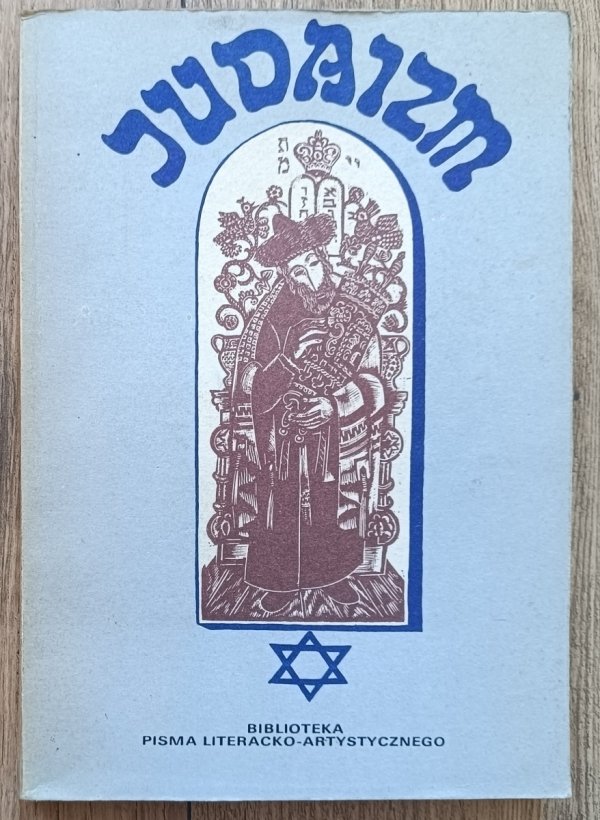 JUDAIZM
BIBLIOTEKA
PISMA LITERACKO-ARTYSTYCZNEGO